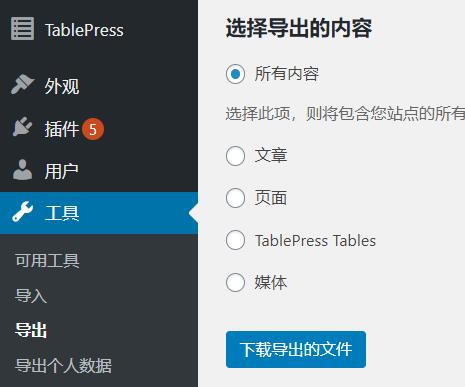 TablePress
外观
插件 5
用户
工具
可用工具
导入
导出
导出个人数据
选择导出的内容
所有内容
选择此项，则将包含您站点的所有
文章
页面
TablePress Tables
媒体
下载导出的文件